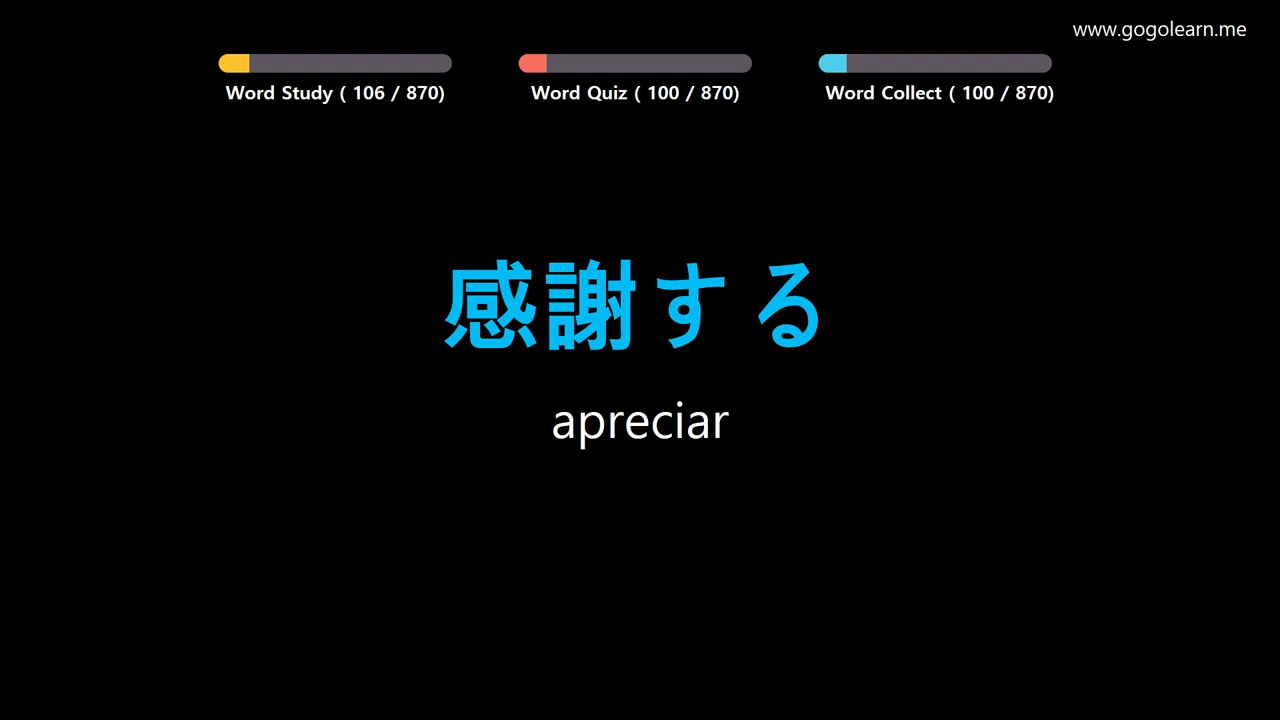 www.gogolearn.me
Word Study ( 106 / 870)
Word Quiz ( 100 / 870)
Word Collect ( 100 / 870)
感謝する
apreciar